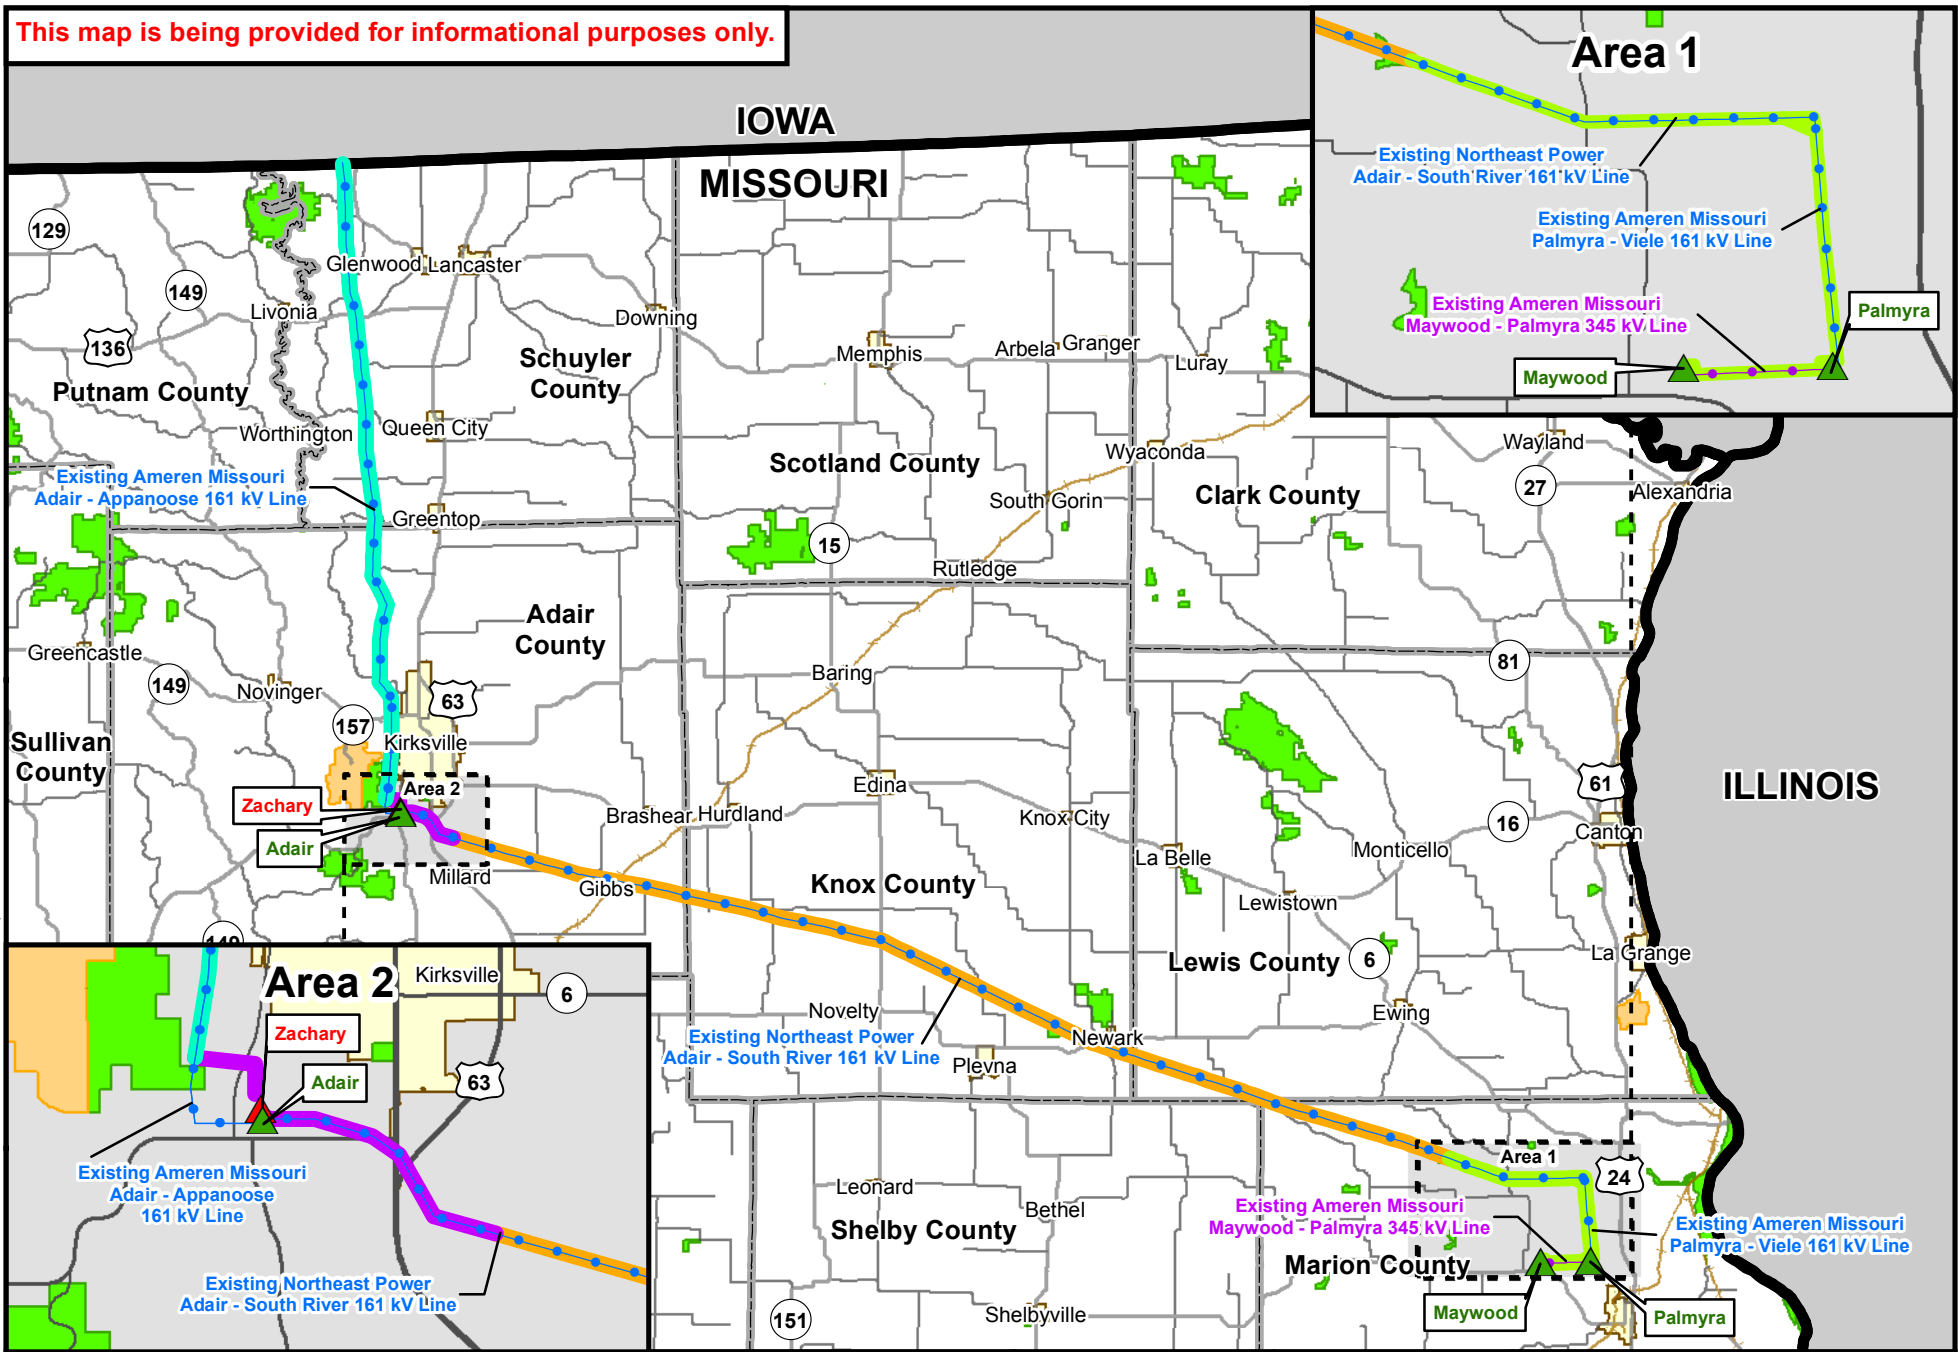 This map is being provided for informational purposes only.
IOWA
MISSOURI
ILLINOIS
Area 1
Existing Northeast Power
Adair - South River 161 kV Line
Existing Ameren Missouri
Palmyra - Viele 161 kV Line
Existing Ameren Missouri
Maywood - Palmyra 345 kV Line
Palmyra
Maywood
129
149
136
Glenwood
Lancaster
Livonia
Downing
Schuyler
County
Putnam County
Memphis
Arbela
Granger
Luray
Worthington
Queen City
Scotland County
Wyaconda
Wayland
Existing Ameren Missouri
Adair - Appanoose 161 kV Line
South Gorin
Clark County
27
Alexandria
Greentop
15
Rutledge
Adair
County
Greencastle
149
Novinger
63
Baring
81
157
Kirksville
Sullivan
County
Area 2
Zachary
Adair
Edina
61
Brashear
Hurdland
Knox City
16
Canton
La Belle
Monticello
Millard
Gibbs
Knox County
Lewistown
Lewis County
6
La Grange
149
Area 2
Kirksville
6
Zachary
Adair
63
Existing Ameren Missouri
Adair - Appanoose
161 kV Line
Existing Northeast Power
Adair - South River 161 kV Line
Novelty
Existing Northeast Power
Adair - South River 161 kV Line
Newark
Ewing
Plevna
Area 1
24
Leonard
Bethel
Shelby County
Existing Ameren Missouri
Maywood - Palmyra 345 kV Line
Existing Ameren Missouri
Palmyra - Viele 161 kV Line
Marion County
151
Shelbyville
Maywood
Palmyra